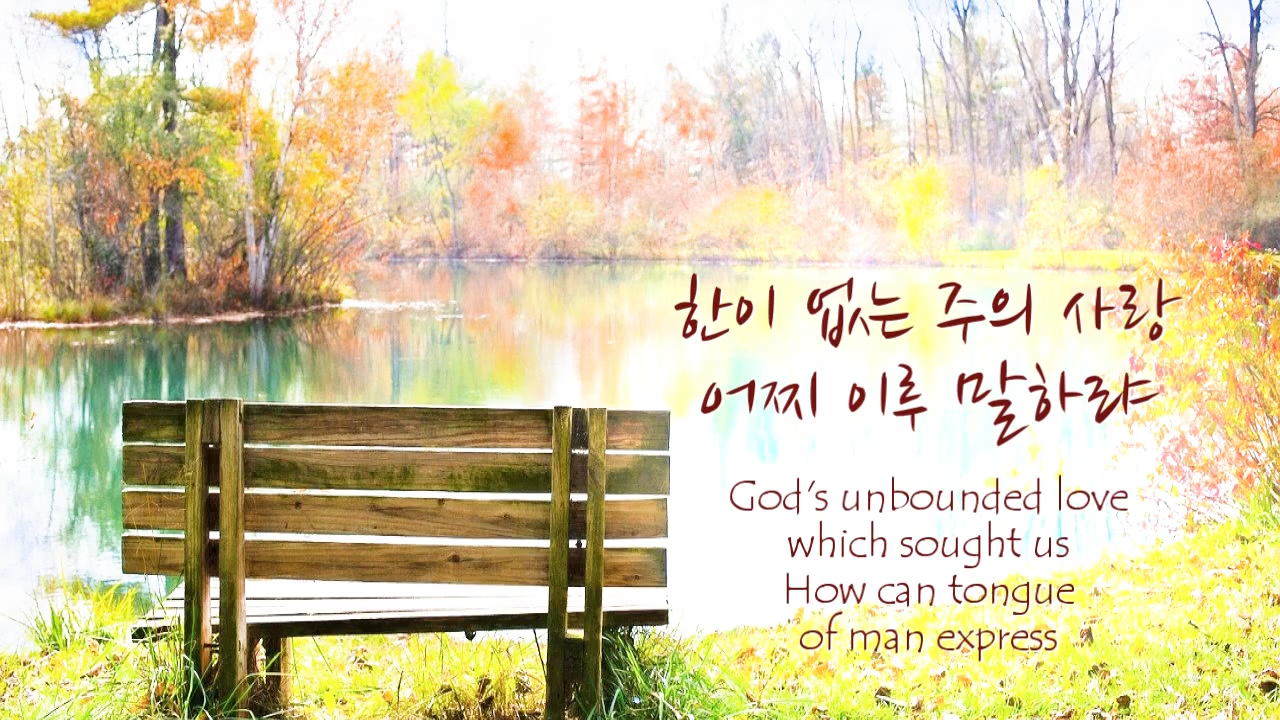 한이 없는 주의 사랑
어찌 이루 말하랴
God's unbounded love
which sought us
How can tongue
of man express